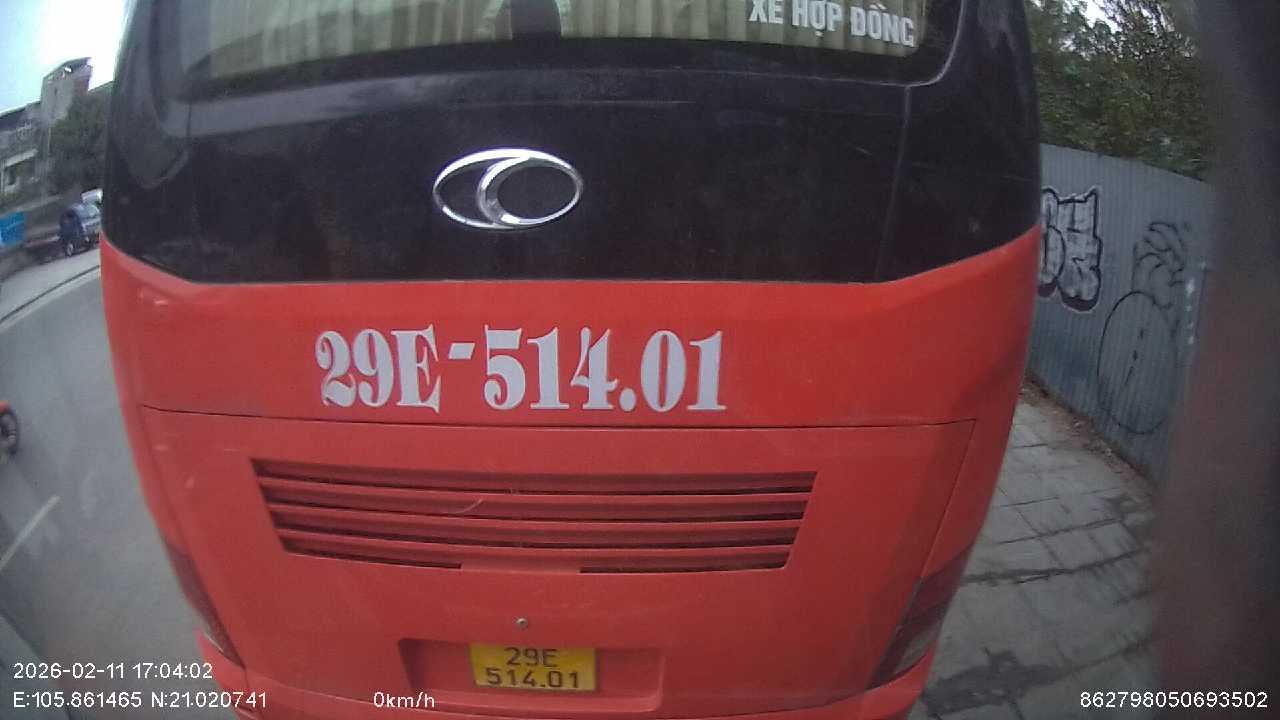 XE HỢP ĐỒNG
29E-514.01
29E
514.01
2026-02-11 17:04:02
E:105.861465 N:21.020741
0km/h
862798050693502